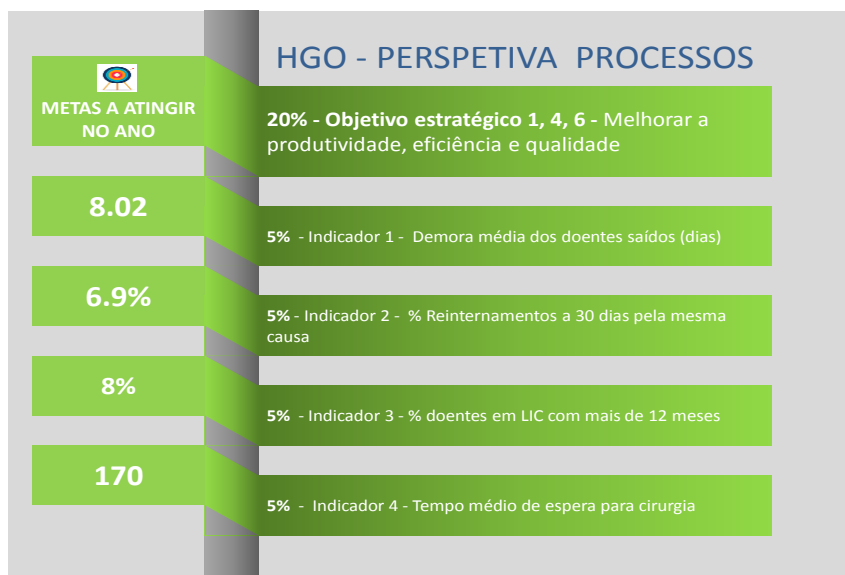 HGO - PERSPETIVA PROCESSOS
METAS A ATINGIR
NO ANO
20% - Objetivo estratégico 1, 4, 6 - Melhorar a
produtividade, eficiência e qualidade
8.02
5% - Indicador 1 - Demora média dos doentes saídos (dias)
6.9%
5% - Indicador 2 - % Reinternamentos a 30 dias pela mesma
causa
8%
5% - Indicador 3 - % doentes em LIC com mais de 12 meses
170
5% - Indicador 4 - Tempo médio de espera para cirurgia